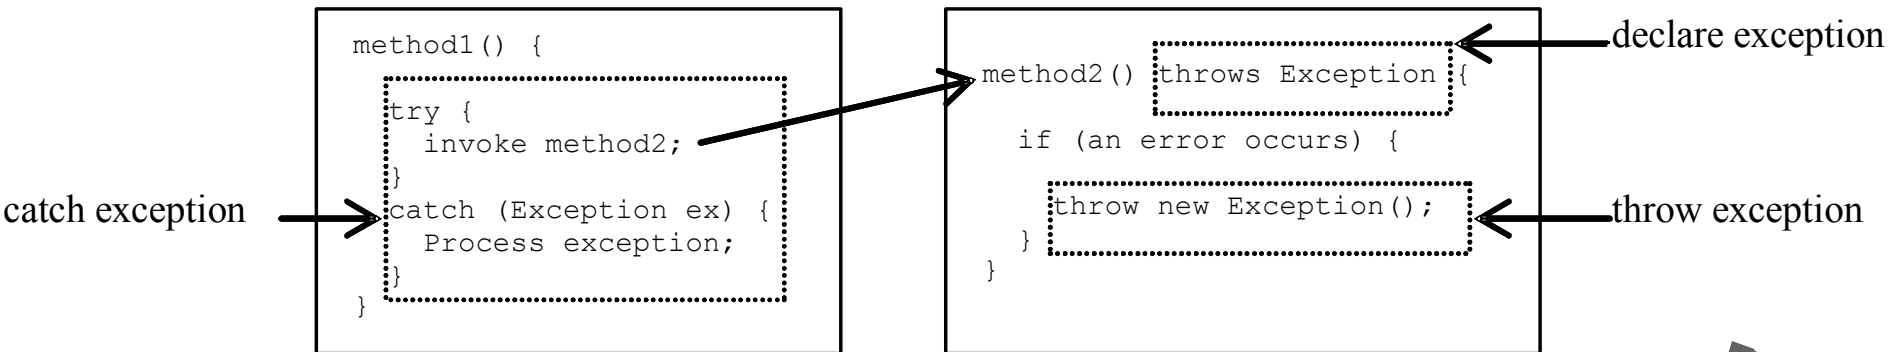 catch exception
method1() {
try {
invoke method2;
}
catch (Exception ex) {
Process exception;
}
}
method2() throws Exception {
if (an error occurs) {
throw new Exception();
}
}
declare exception
throw exception